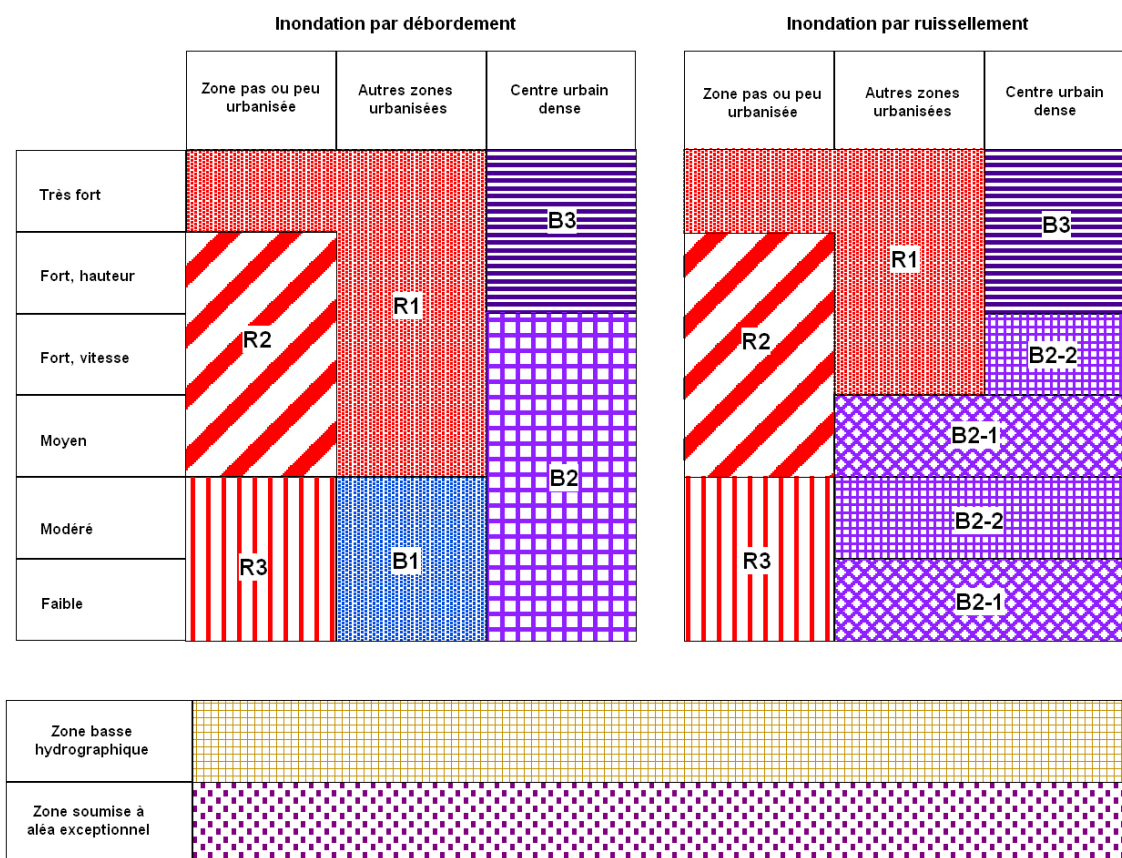 Inondation par débordement
Inondation par ruissellement
Zone pas ou peu
urbanisée
Autres zones
urbanisées
Centre urbain
dense
Zone pas ou peu
urbanisée
Autres zones
urbanisées
Centre urbain
dense
Très fort
Fort, hauteur
Fort, vitesse
Moyen
Modéré
Faible
B3
R1
R2
B2
R3
B1
B3
R1
R2
B2-2
B2-1
B2-2
R3
B2-1
Zone basse
hydrographique
Zone soumise à
aléa exceptionnel